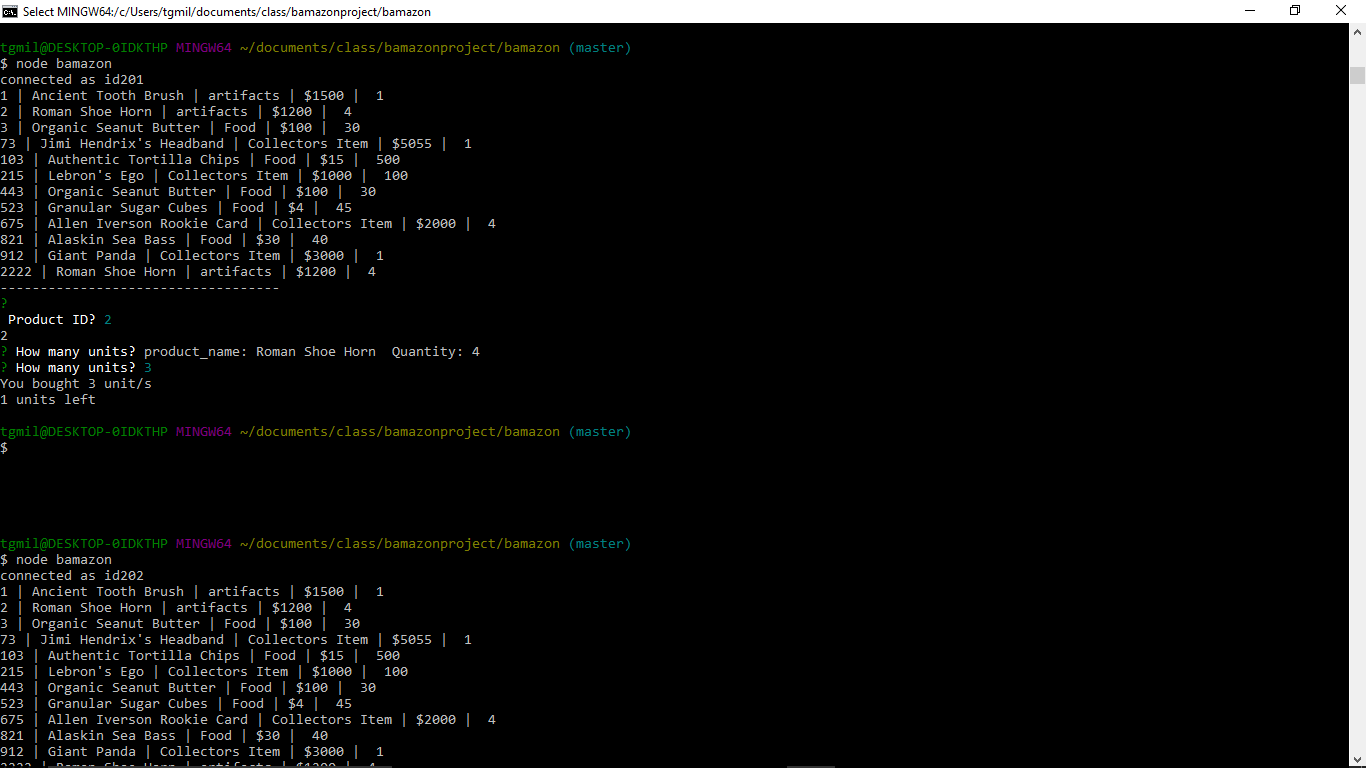 Select MINGW64:/c/Users/tgmil/documents/class/bamazonproject/bamazon
tgmil@DESKTOP-0IDKTHP MINGW64 ~/documents/class/bamazonproject/bamazon (master)
$ node bamazon
connected as id201
1 | Ancient Tooth Brush | artifacts | $1500 |  1
2 | Roman Shoe Horn | artifacts | $1200 |  4
3 | Organic Seanut Butter | Food | $100 |  30
73 | Jimi Hendrix's Headband | Collectors Item | $5055 |  1
103 | Authentic Tortilla Chips | Food | $15 |  500
215 | Lebron's Ego | Collectors Item | $1000 |  100
443 | Organic Seanut Butter | Food | $100 |  30
523 | Granular Sugar Cubes | Food | $4 |  45
675 | Allen Iverson Rookie Card | Collectors Item | $2000 |  4
821 | Alaskin Sea Bass | Food | $30 |  40
912 | Giant Panda | Collectors Item | $3000 |  1
2222 | Roman Shoe Horn | artifacts | $1200 |  4
-----------------------------------
?
 Product ID? 2
2
? How many units? product_name: Roman Shoe Horn  Quantity: 4
? How many units? 3
You bought 3 unit/s
1 units left
tgmil@DESKTOP-0IDKTHP MINGW64 ~/documents/class/bamazonproject/bamazon (master)
$
tgmil@DESKTOP-0IDKTHP MINGW64 ~/documents/class/bamazonproject/bamazon (master)
$ node bamazon
connected as id202
1 | Ancient Tooth Brush | artifacts | $1500 |  1
2 | Roman Shoe Horn | artifacts | $1200 |  4
3 | Organic Seanut Butter | Food | $100 |  30
73 | Jimi Hendrix's Headband | Collectors Item | $5055 |  1
103 | Authentic Tortilla Chips | Food | $15 |  500
215 | Lebron's Ego | Collectors Item | $1000 |  100
443 | Organic Seanut Butter | Food | $100 |  30
523 | Granular Sugar Cubes | Food | $4 |  45
675 | Allen Iverson Rookie Card | Collectors Item | $2000 |  4
821 | Alaskin Sea Bass | Food | $30 |  40
912 | Giant Panda | Collectors Item | $3000 |  1
2222 | Roman Shoe Horn | artifacts | $1200 |  4